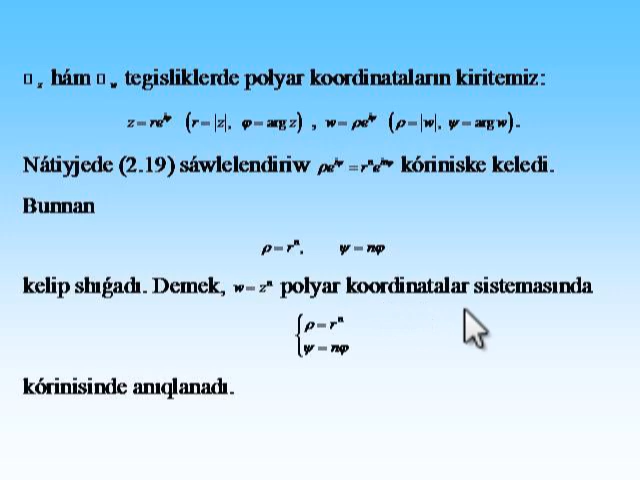 □ z hám □ w tegisliklerde polyar koordinataların kiritemiz:
z = re^{iφ} (r = |z|, φ = arg z) , w = ρe^{iψ} (ρ = |w|, ψ = arg w).
Nátiyjede (2.19) sáwlelendiriw ρe^{iψ} = r^n e^{inφ} kóriniske keledi.
Bunnan
ρ = r^n, ψ = nφ
kelip shıǵadı. Demek, w = z^n polyar koordinatalar sistemasında
{ρ = r^n
ψ = nφ
kórinisinde anıqlanadı.